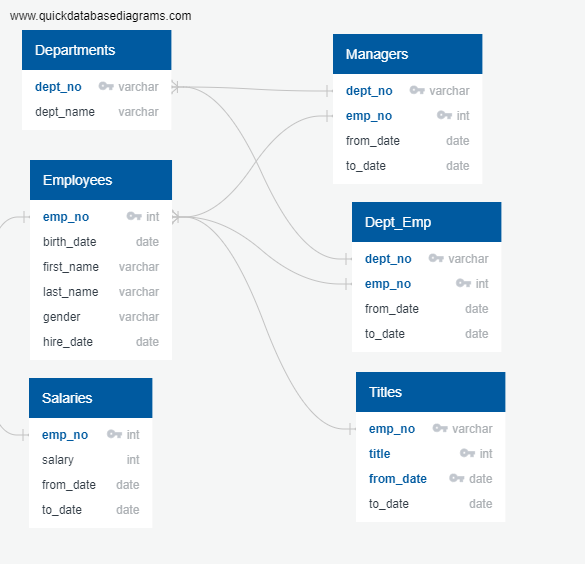 www.quickdatabasediagrams.com
Departments
dept_no varchar
dept_name varchar
Employees
emp_no int
birth_date date
first_name varchar
last_name varchar
gender varchar
hire_date date
Salaries
emp_no int
salary int
from_date date
to_date date
Managers
dept_no varchar
emp_no int
from_date date
to_date date
Dept_Emp
dept_no varchar
emp_no int
from_date date
to_date date
Titles
emp_no varchar
title int
from_date date
to_date date